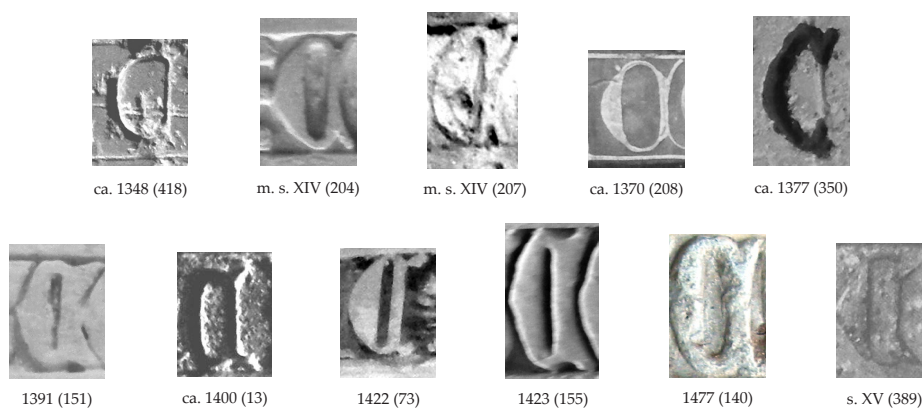 ca. 1348 (418) m. s. XIV (204) m. s. XIV (207) ca. 1370 (208) ca. 1377 (350)
1391 (151) ca. 1400 (13) 1422 (73) 1423 (155) 1477 (140) s. XV (389)